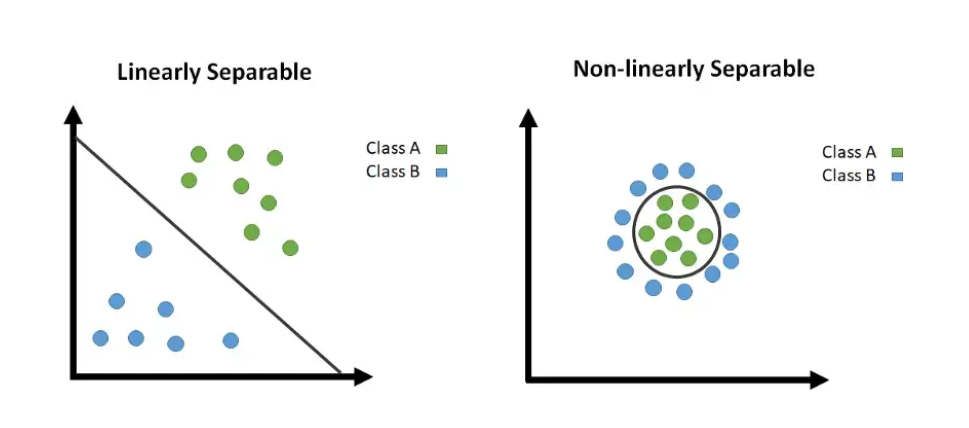 Linearly Separable
Class A
Class B
Non-linearly Separable
Class A
Class B